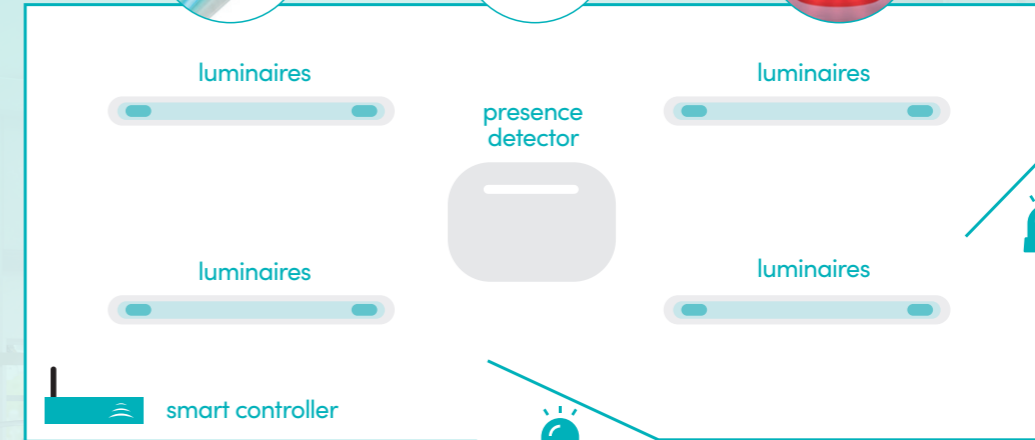 luminaires
luminaires
presence
detector
luminaires
luminaires
smart controller